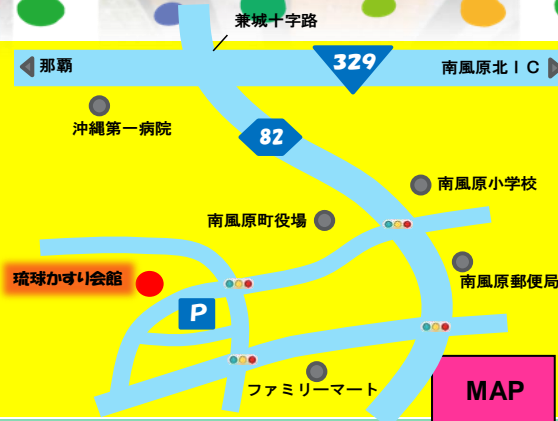 兼城十字路
那覇
329
南風原北IC
沖縄第一病院
82
南風原小学校
南風原町役場
琉球かすり会館
南風原郵便局
P
ファミリーマート
MAP